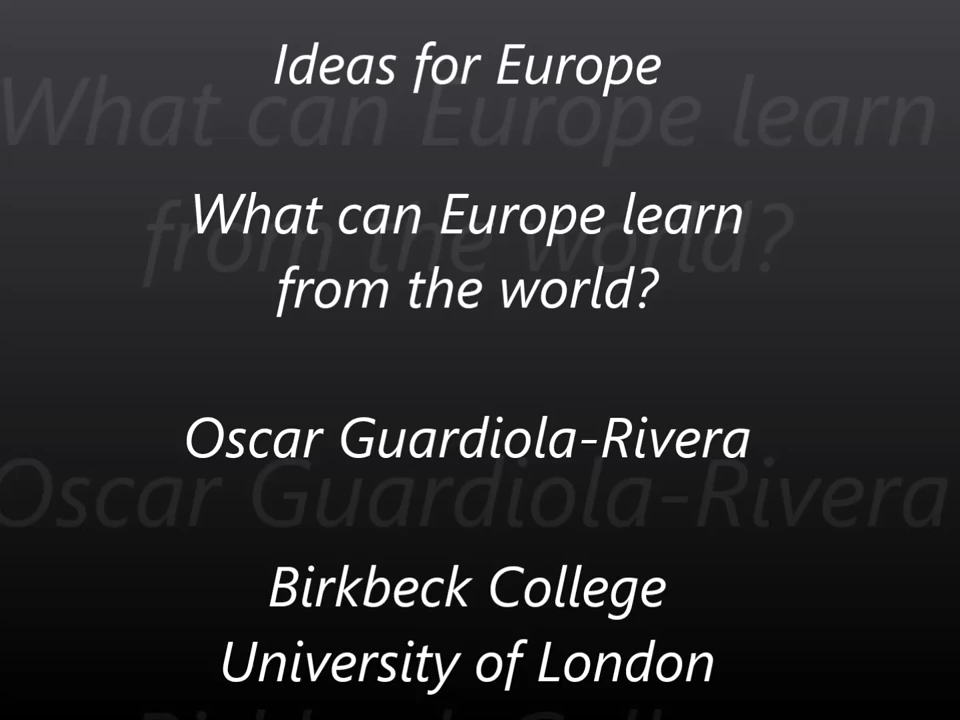 Ideas for Europe
What can Europe learn
from the world?
Oscar Guardiola-Rivera
Birkbeck College
University of London